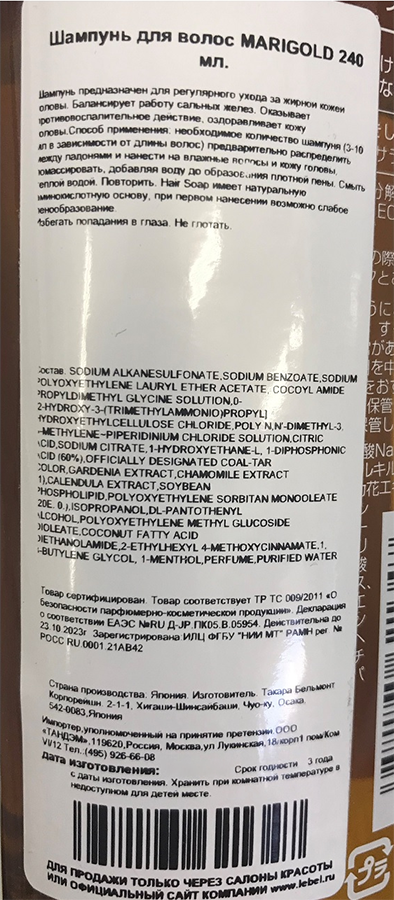 Шампунь для волос MARIGOLD 240
мл.
Шампунь предназначен для регулярного ухода за жирной кожей
головы. Балансирует работу сальных желез. Оказывает
противовоспалительное действие, оздоравливает кожу
головы.Способ применения: необходимое количество шампуня (3-10
мл в зависимости от длины волос) предварительно распределить
между ладонями и нанести на влажные волосы и кожу головы.
помассировать, добавляя воду до образования плотной пены. Смыть
теплой водой. Повторить. Hair Soap имеет натуральную
аминокислотную основу, при первом нанесении возможно слабое
пенообразование
Избегать попадания в глаза. Не глотать.
Состав. SODIUM ALKANESULFONATE,SODIUM BENZOATE,SODIUM
POLYOXYETHYLENE LAURYL ETHER ACETATE, COCOYL AMIDE
PROPYLDIMETHYL GLYCINE SOLUTION,0-
2-HYDROXY-3-(TRIMETHYLAMMONIO)PROPYL]
HYDROXYETHYLCELLULOSE CHLORIDE,POLY N,N'-DIMETHYL-3.
-METHYLENE~PIPERIDINIUM CHLORIDE SOLUTION,CITRIC
ACID,SODIUM CITRATE,1-HYDROXYETHANE-L, 1-DIPHOSPHONIC
ACID (60%),OFFICIALLY DESIGNATED COAL-TAR
COLOR,GARDENIA EXTRACT,CHAMOMILE EXTRACT
(1),CALENDULA EXTRACT,SOYBEAN
PHOSPHOLIPID,POLYOXYETHYLENE SORBITAN MONOOLEATE
(20E. 0.),ISOPROPANOL,DL-PANTOTHENYL
ALCOHOL,POLYOXYETHYLENE METHYL GLUCOSIDE
DIOLEATE,COCONUT FATTY ACID
DIETHANOLAMIDE,2-ETHYLHEXYL 4-METHOXYCINNAMATE,1,
-BUTYLENE GLYCOL, 1-MENTHOL,PERFUME,PURIFIED WATER
Товар сертифицирован. Товар соответствует ТР ТС 009/2011 «О
безопасности парфюмерно-косметической продукции». Декларация
о соответствии ЕАЭС №RU Д-JP.ПК05.В.05954. Действительна до
23.10.2023г Зарегистрирована ИЛЦ ФГБУ "НИИ МТ" РАМН рег №
РОСС RU.0001.21АВ42
Страна производства: Япония. Изготовитель. Такара Бельмонт
Корпорейшн 2-1-1, Хигаши-Шинсайбаши, Чуо-ку, Осака,
542-0083,Япония
Импортер,уполномоченный на принятие претензии.ООО
«ТАНДЭМ»,119620,Россия, Москва,ул Лукинская,18/корп1 пом/Ком
VI/12 Тел.:(495) 926-66-08
Дата изготовления: Срок годности 3 года
с даты изготовления. Хранить при комнатной температуре в
недоступном для детей месте.
ДЛЯ ПРОДАЖИ ТОЛЬКО ЧЕРЕЗ САЛОНЫ КРАСОТЫ
ИЛИ ОФИЦИАЛЬНЫЙ САЙТ КОМПАНИИ www.lebel.ru